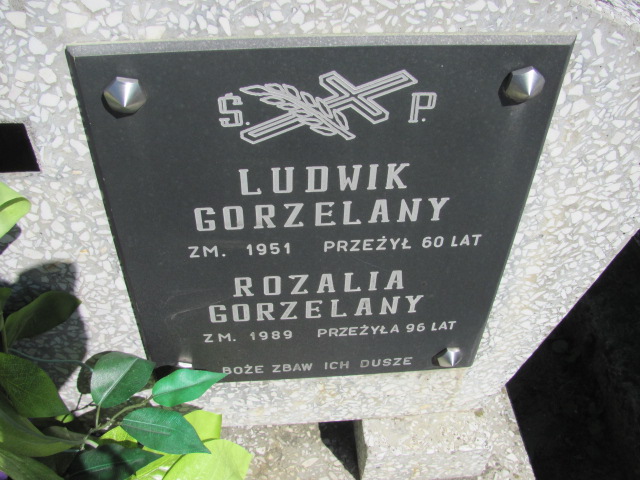 Ś. P.
LUDWIK
GORZELANY
ZM. 1951 PRZEŻYŁ 60 LAT
ROZALIA
GORZELANY
ZM. 1989 PRZEŻYŁA 96 LAT
BOŻE ZBAW ICH DUSZE